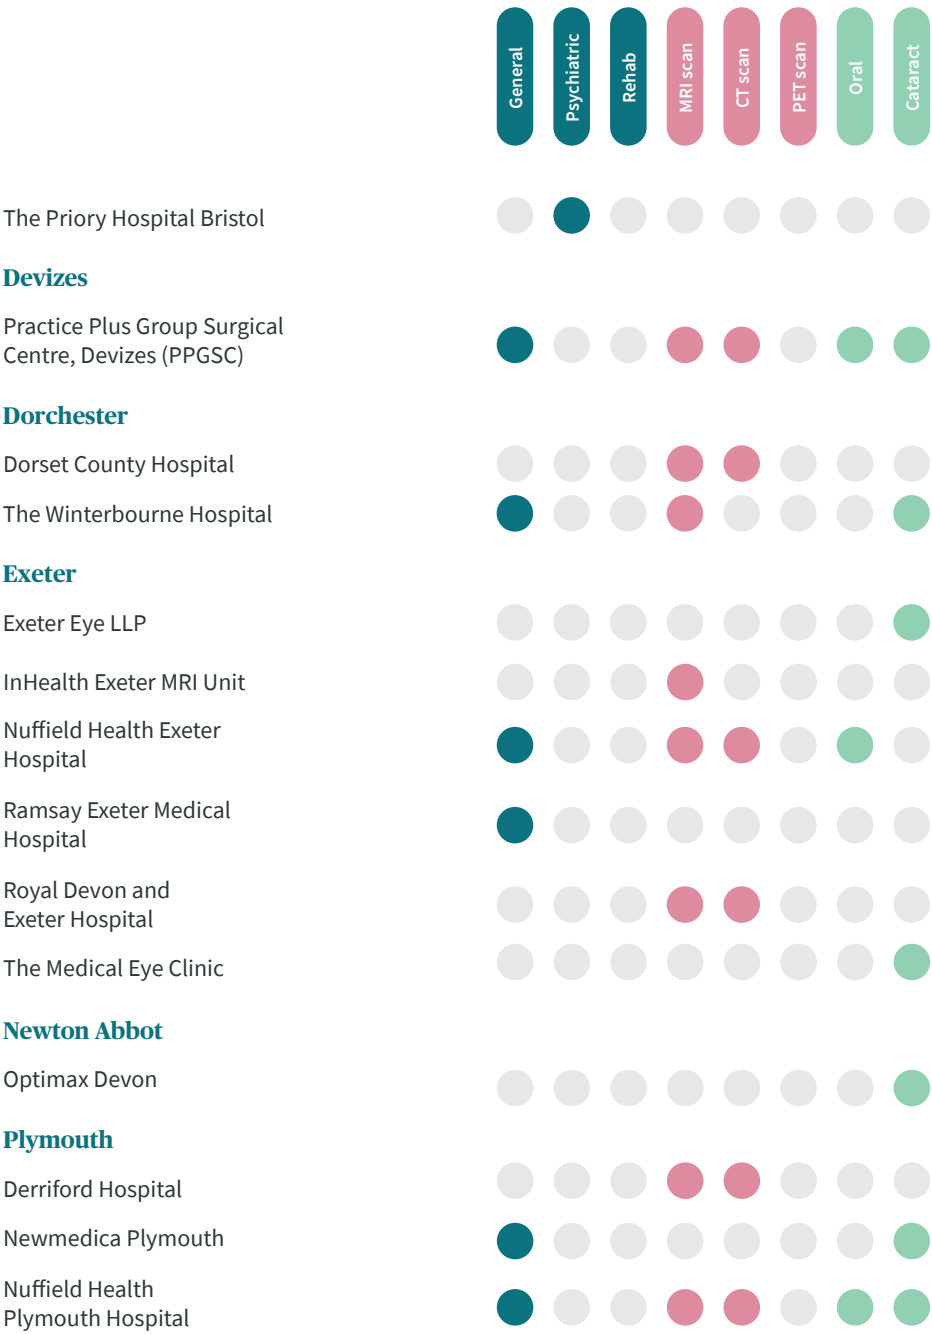 General
Psychiatric
Rehab
MRI scan
CT scan
PET scan
Oral
Cataract
The Priory Hospital Bristol
Devizes
Practice Plus Group Surgical
Centre, Devizes (PPGSC)
Dorchester
Dorset County Hospital
The Winterbourne Hospital
Exeter
Exeter Eye LLP
InHealth Exeter MRI Unit
Nuffield Health Exeter
Hospital
Ramsay Exeter Medical
Hospital
Royal Devon and
Exeter Hospital
The Medical Eye Clinic
Newton Abbot
Optimax Devon
Plymouth
Derriford Hospital
Newmedica Plymouth
Nuffield Health
Plymouth Hospital